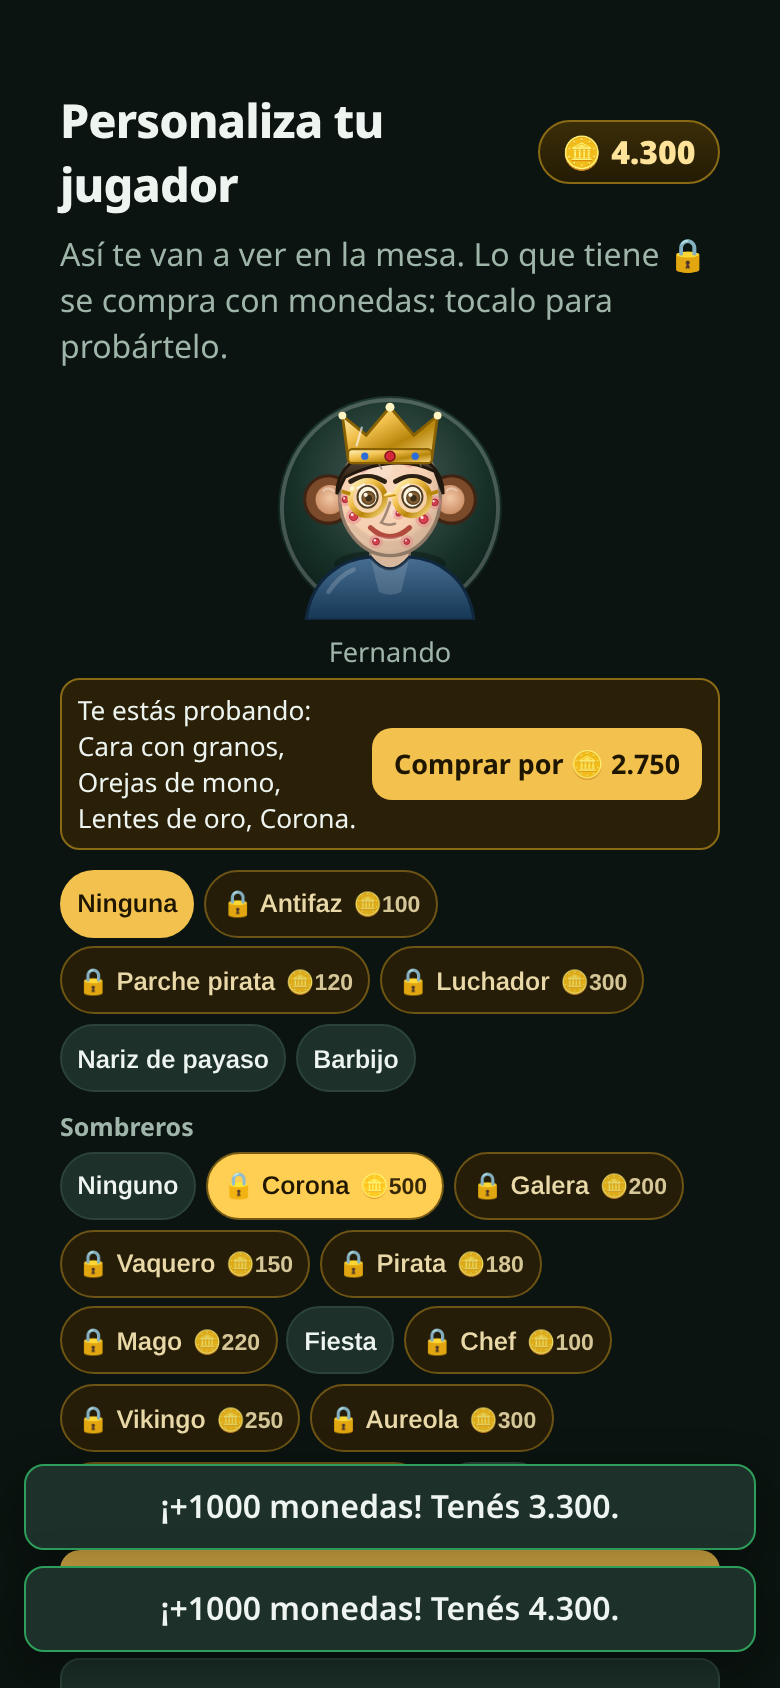 Personaliza tu
jugador
🪙 4.300
Así te van a ver en la mesa. Lo que tiene 🔒
se compra con monedas: tocalo para
probártelo.
Fernando
Te estás probando:
Cara con granos,
Orejas de mono,
Lentes de oro, Corona.
Comprar por 🪙 2.750
Ninguna
🔒 Antifaz 🪙100
🔒 Parche pirata 🪙120
🔒 Luchador 🪙300
Nariz de payaso
Barbijo
Sombreros
Ninguno
🔒 Corona 🪙500
🔒 Galera 🪙200
🔒 Vaquero 🪙150
🔒 Pirata 🪙180
🔒 Mago 🪙220
Fiesta
🔒 Chef 🪙100
🔒 Vikingo 🪙250
🔒 Aureola 🪙300
¡+1000 monedas! Tenés 3.300.
¡+1000 monedas! Tenés 4.300.